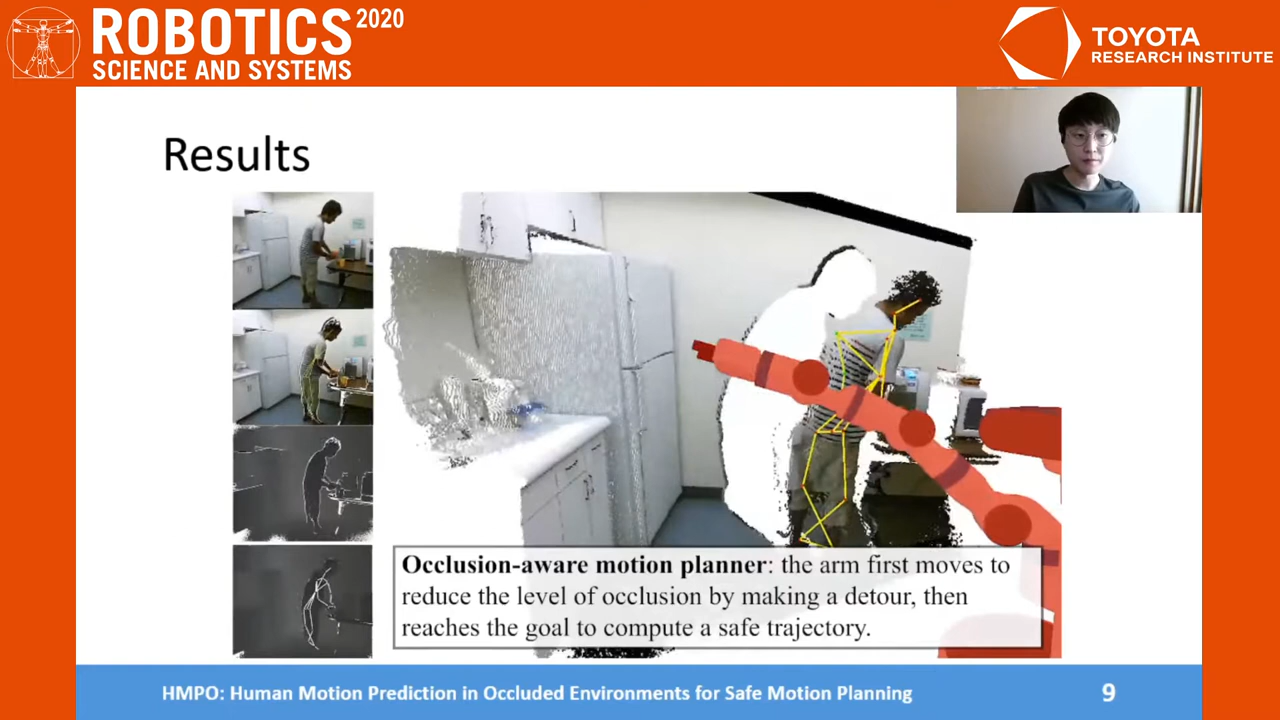 ROBOTICS 2020
SCIENCE AND SYSTEMS
TOYOTA
RESEARCH INSTITUTE
Results
Occlusion-aware motion planner: the arm first moves to
reduce the level of occlusion by making a detour, then
reaches the goal to compute a safe trajectory.
HMPO: Human Motion Prediction in Occluded Environments for Safe Motion Planning
9